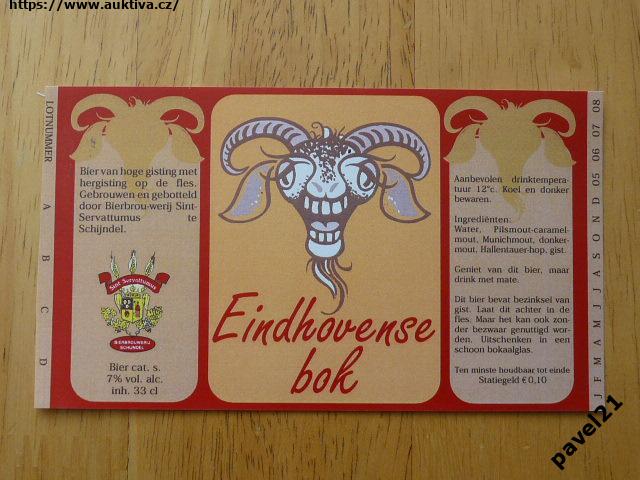 https://www.auktiva.cz/
LOTNUMMER A B C D
Bier van hoge gisting met
hergisting op de fles.
Gebrouwen en gebotteld
door Bierbrou-werij Sint-
Servattumus te
Schijndel.
Sint Servattumus
BIERBROUWERIJ
SCHIJNDEL
Bier cat. s.
7% vol. alc.
inh. 33 cl
Eindhovense
bok
Aanbevolen drinktempera-
tuur 12°c. Koel en donker
bewaren.
Ingrediënten:
Water, Pilsmout-caramel-
mout, Munichmout, donker-
mout, Hallentauer-hop, gist.
Geniet van dit bier, maar
drink met mate.
Dit bier bevat bezinksel van
gist. Laat dit achter in de
fles. Maar het kan ook zon-
der bezwaar genuttigd wor-
den. Uitschenken in een
schoon bokaalglas.
Ten minste houdbaar tot einde
Statiegeld € 0,10
J F M A M J J A S O N D 05 06 07 08
pavel21